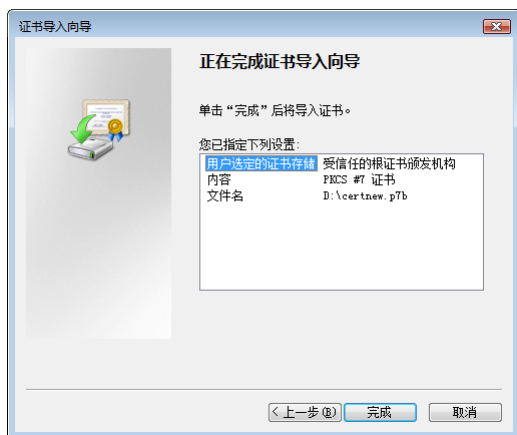 证书导入向导
正在完成证书导入向导
单击“完成”后将导入证书。
您已指定下列设置:
用户选定的证书存储 受信任的根证书颁发机构
内容 PKCS #7 证书
文件名 D:\certnew.p7b
<上一步(B) 完成 取消